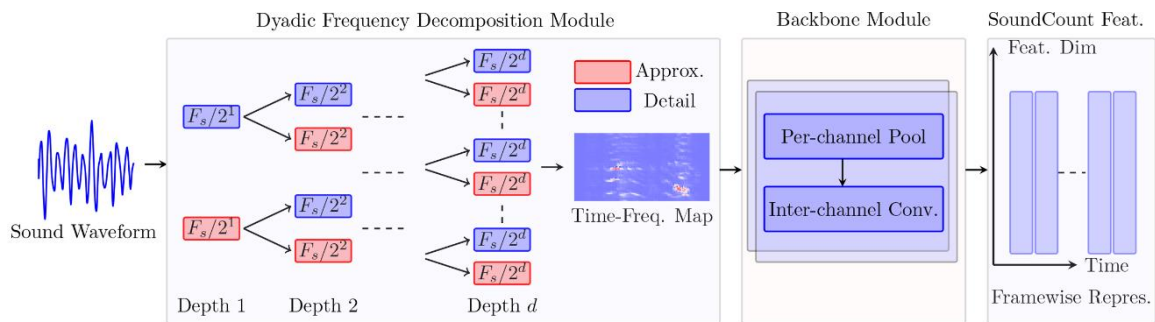 Dyadic Frequency Decomposition Module
Backbone Module
SoundCount Feat.
Sound Waveform
F_s/2^1
F_s/2^1
Depth 1
F_s/2^2
F_s/2^2
F_s/2^2
F_s/2^2
Depth 2
F_s/2^d
F_s/2^d
F_s/2^d
F_s/2^d
F_s/2^d
F_s/2^d
Depth d
Approx.
Detail
Time-Freq. Map
Per-channel Pool
Inter-channel Conv.
Feat. Dim
Time
Framewise Repres.